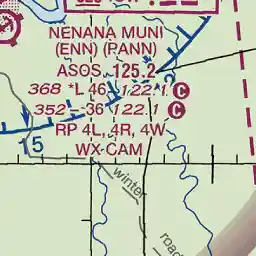 NENANA MUNI
(ENN) (PANN)
ASOS 125.2
368 *L 46 122.1 C
352 - 36 122.1 C
RP 4L, 4R, 4W
WX CAM
15
winter
road